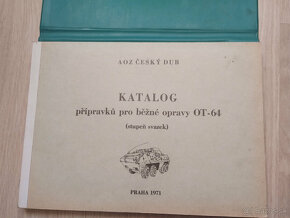 AOZ ČESKÝ DUB
KATALOG
přípravků pro běžné opravy OT-64
(stupeň svazek)
PRAHA 1971